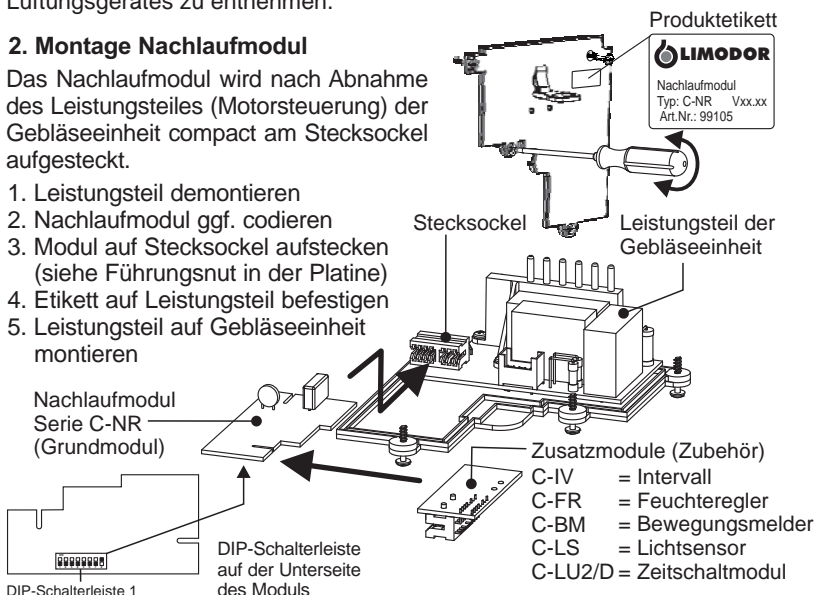 Lüftungsgerätes zu entnehmen.
2. Montage Nachlaufmodul
Das Nachlaufmodul wird nach Abnahme
des Leistungsteiles (Motorsteuerung) der
Gebläseeinheit compact am Stecksockel
aufgesteckt.
1. Leistungsteil demontieren
2. Nachlaufmodul ggf. codieren
3. Modul auf Stecksockel aufstecken
(siehe Führungsnut in der Platine)
4. Etikett auf Leistungsteil befestigen
5. Leistungsteil auf Gebläseeinheit
montieren
Produktetikett
LIMODOR
Nachlaufmodul
Typ: C-NR Vxx.xx
Art.Nr.: 99105
Stecksockel
Leistungsteil der
Gebläseeinheit
Nachlaufmodul
Serie C-NR
(Grundmodul)
Zusatzmodule (Zubehör)
C-IV = Intervall
C-FR = Feuchteregler
C-BM = Bewegungsmelder
C-LS = Lichtsensor
C-LU2/D = Zeitschaltmodul
DIP-Schalterleiste
auf der Unterseite
des Moduls
DIP-Schalterleiste 1